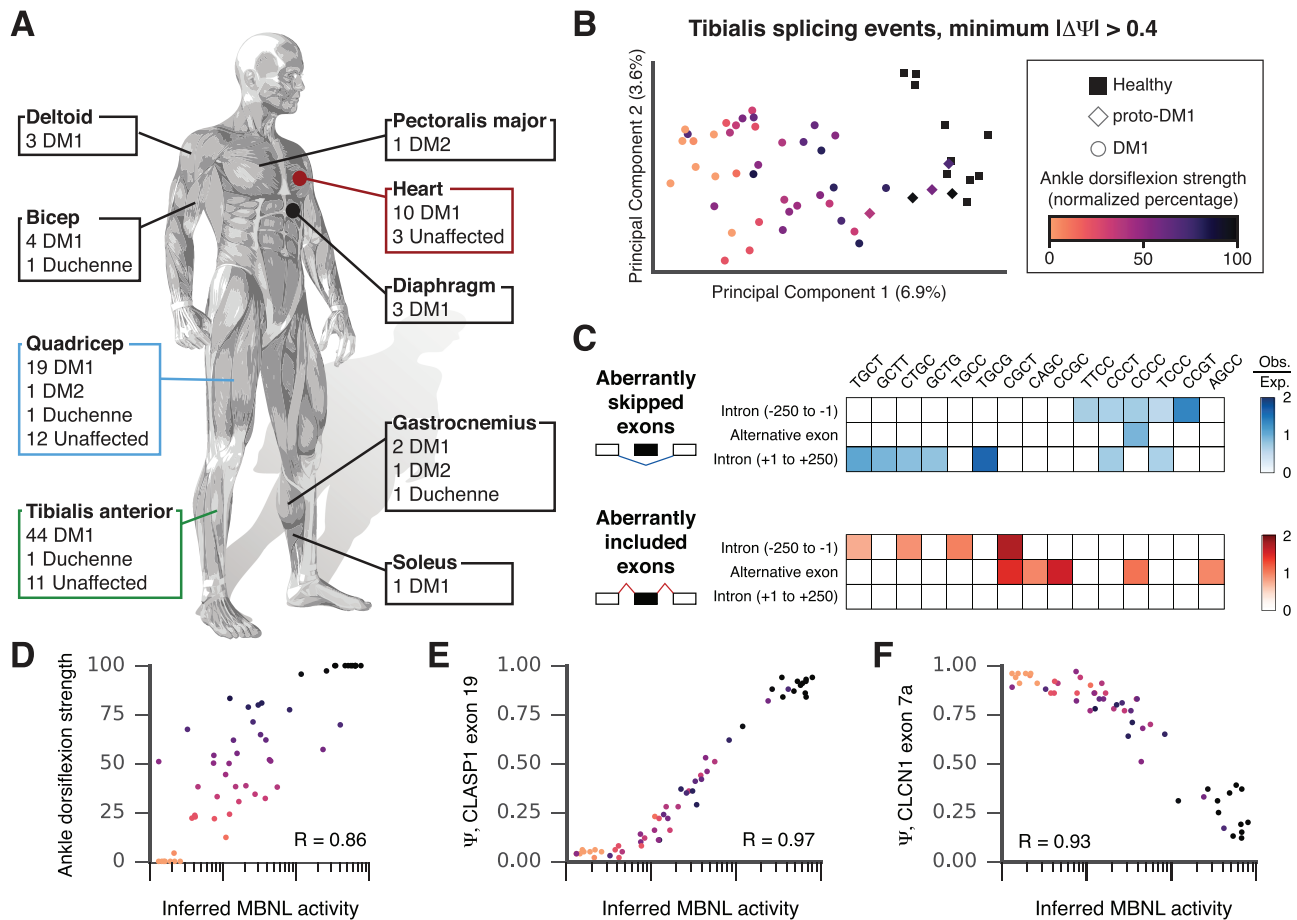 A
Deltoid
3 DM1
Bicep
4 DM1
1 Duchenne
Quadricep
19 DM1
1 DM2
1 Duchenne
12 Unaffected
Tibialis anterior
44 DM1
1 Duchenne
11 Unaffected
Pectoralis major
1 DM2
Heart
10 DM1
3 Unaffected
Diaphragm
3 DM1
Gastrocnemius
2 DM1
1 DM2
1 Duchenne
Soleus
1 DM1
B
Tibialis splicing events, minimum |ΔΨ| > 0.4
Principal Component 2 (3.6%)
Principal Component 1 (6.9%)
Healthy
proto-DM1
DM1
Ankle dorsiflexion strength
(normalized percentage)
0 50 100
C
TGCT GCTT CTGC GCTG TGCC TGCG CGCT CAGC CCGC TTCC CCCT CCCC TCCC CCGT AGCC
Obs.
Exp.
Aberrantly
skipped
exons
Intron (-250 to -1)
Alternative exon
Intron (+1 to +250)
2
1
0
Aberrantly
included
exons
Intron (-250 to -1)
Alternative exon
Intron (+1 to +250)
2
1
0
D
Ankle dorsiflexion strength
100
75
50
25
0
R = 0.86
Inferred MBNL activity
E
Ψ, CLASP1 exon 19
1.00
0.75
0.50
0.25
0.00
R = 0.97
Inferred MBNL activity
F
Ψ, CLCN1 exon 7a
1.00
0.75
0.50
0.25
0.00
R = 0.93
Inferred MBNL activity